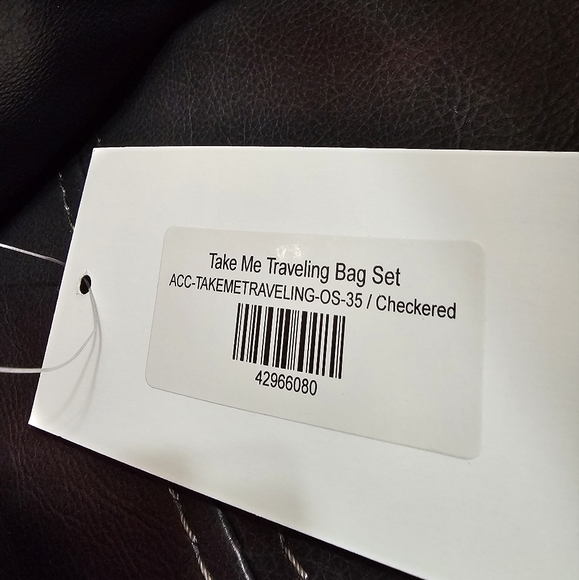 Take Me Traveling Bag Set
ACC-TAKEMETRAVELING-OS-35 / Checkered
42966080